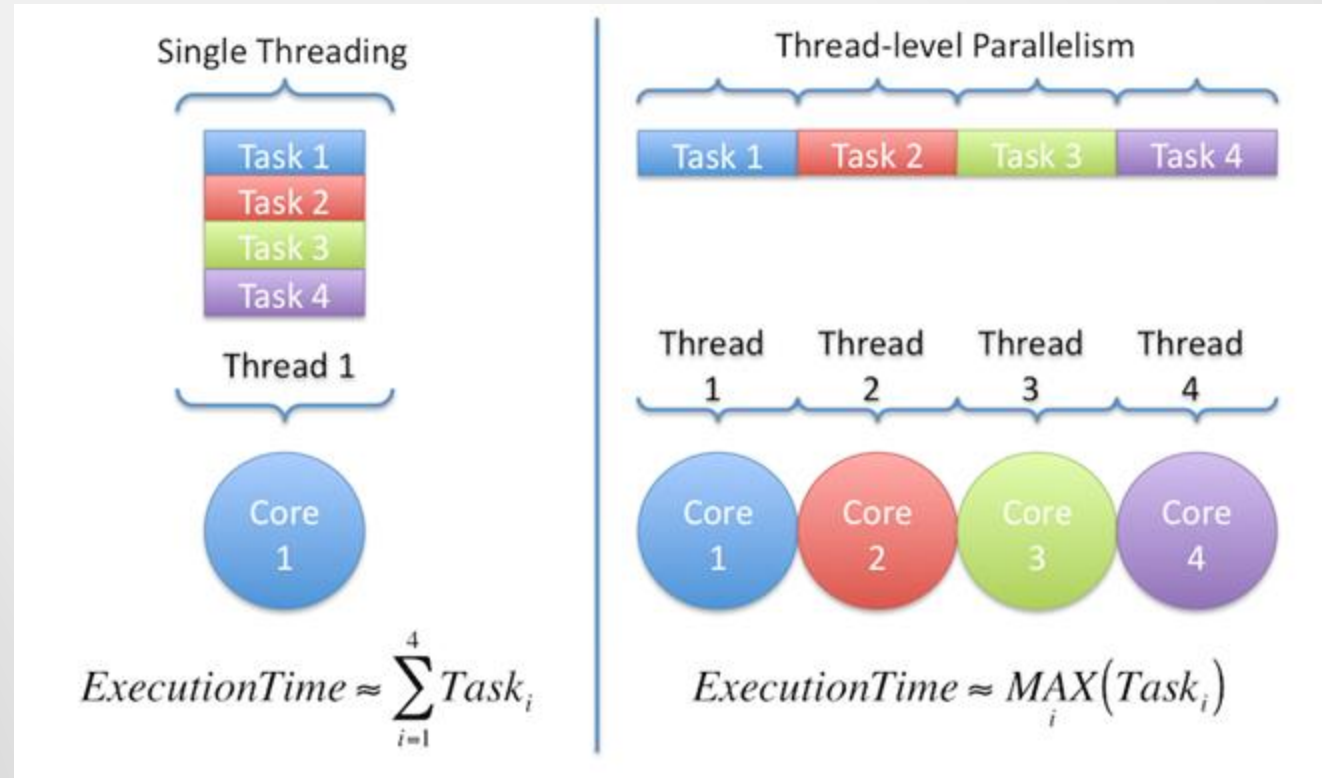 Single Threading
Task 1
Task 2
Task 3
Task 4
Thread 1
Core
1
ExecutionTime ≈ ∑ Task_i
4
i=1
Thread-level Parallelism
Task 1 Task 2 Task 3 Task 4
Thread Thread Thread Thread
1 2 3 4
Core Core Core Core
1 2 3 4
ExecutionTime ≈ MAX(Task_i)
i